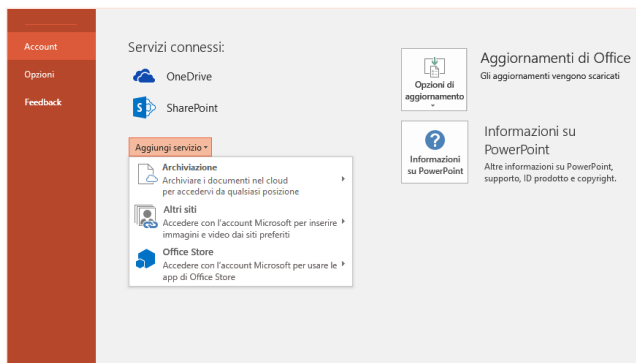 Account
Opzioni
Feedback
Servizi connessi:
OneDrive
SharePoint
Aggiungi servizio
Archiviazione
Archiviare i documenti nel cloud
per accedervi da qualsiasi posizione
Altri siti
Accedere con l'account Microsoft per inserire
immagini e video dai siti preferiti
Office Store
Accedere con l'account Microsoft per usare le
app di Office Store
Opzioni di
aggiornamento
Aggiornamenti di Office
Gli aggiornamenti vengono scaricati
Informazioni
su PowerPoint
Informazioni su
PowerPoint
Altre informazioni su PowerPoint,
supporto, ID prodotto e copyright.